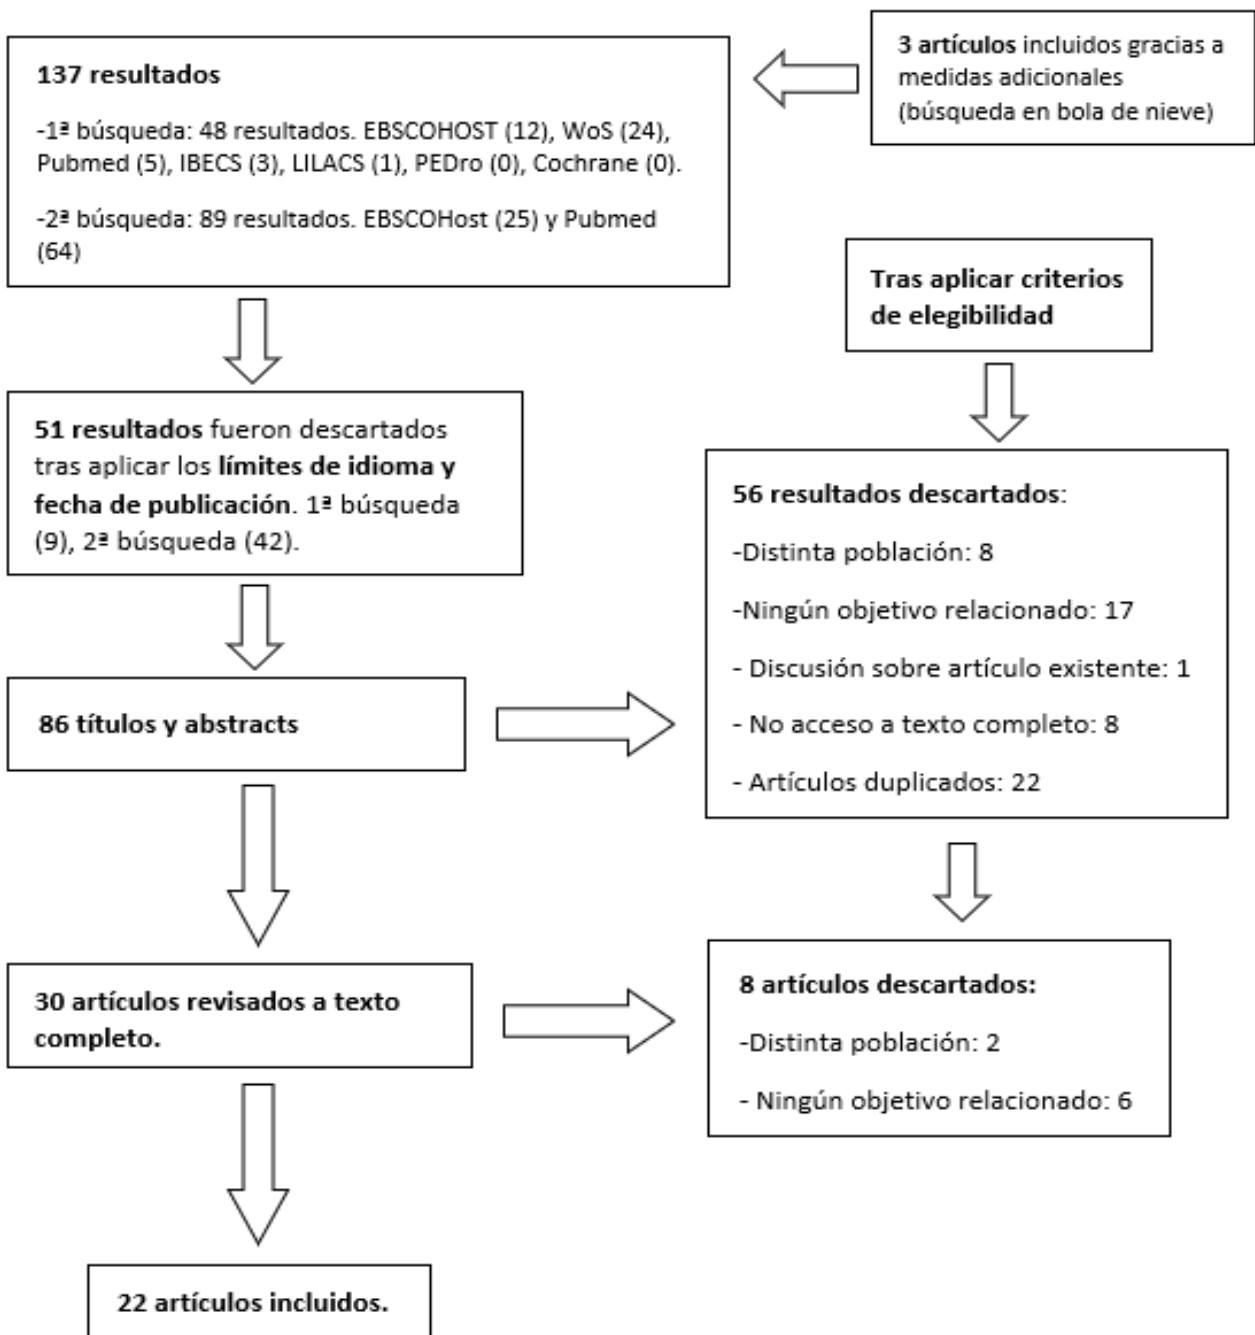 137 resultados
-1ª búsqueda: 48 resultados. EBSCOHOST (12), WoS (24),
Pubmed (5), IBECS (3), LILACS (1), PEDro (0), Cochrane (0).
-2ª búsqueda: 89 resultados. EBSCOHost (25) y Pubmed
(64)
3 artículos incluidos gracias a
medidas adicionales
(búsqueda en bola de nieve)
Tras aplicar criterios
de elegibilidad
51 resultados fueron descartados
tras aplicar los límites de idioma y
fecha de publicación. 1ª búsqueda
(9), 2ª búsqueda (42).
56 resultados descartados:
-Distinta población: 8
-Ningún objetivo relacionado: 17
- Discusión sobre artículo existente: 1
- No acceso a texto completo: 8
- Artículos duplicados: 22
86 títulos y abstracts
30 artículos revisados a texto
completo.
8 artículos descartados:
-Distinta población: 2
- Ningún objetivo relacionado: 6
22 artículos incluidos.